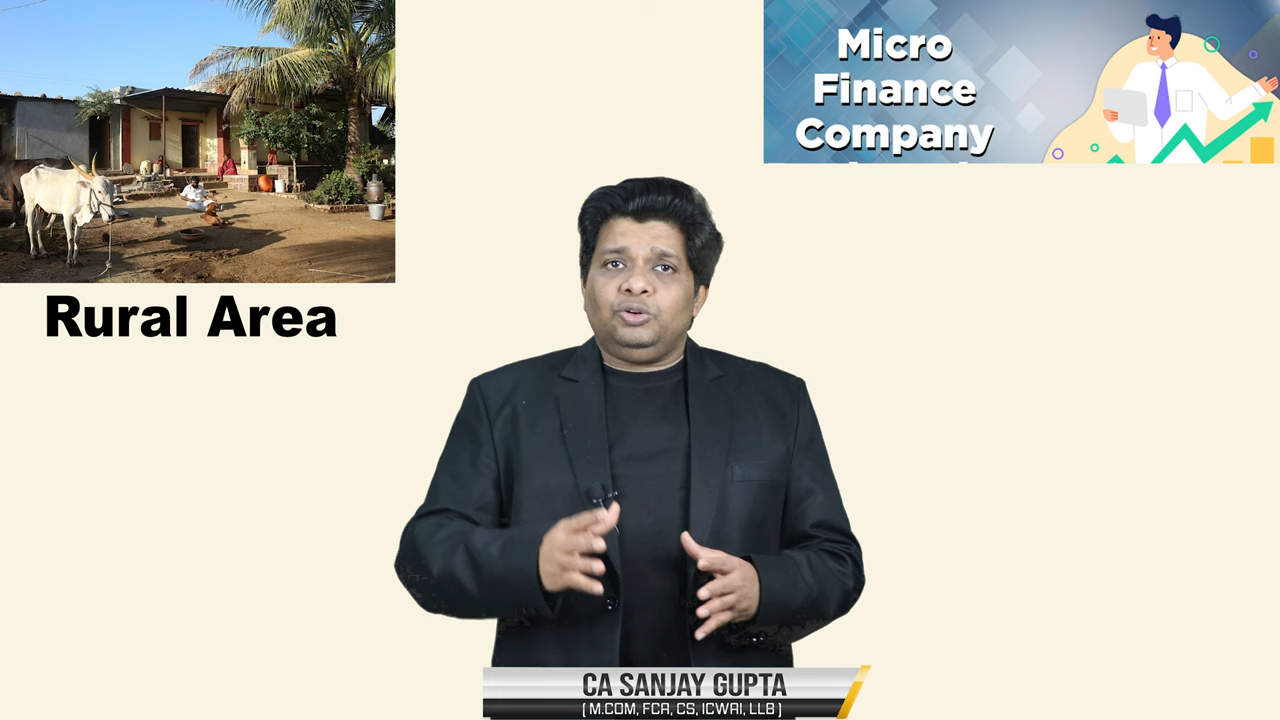 Micro
Finance
Company
Rural Area
CA SANJAY GUPTA
( M.COM, FCA, CS, ICWAI, LLB )